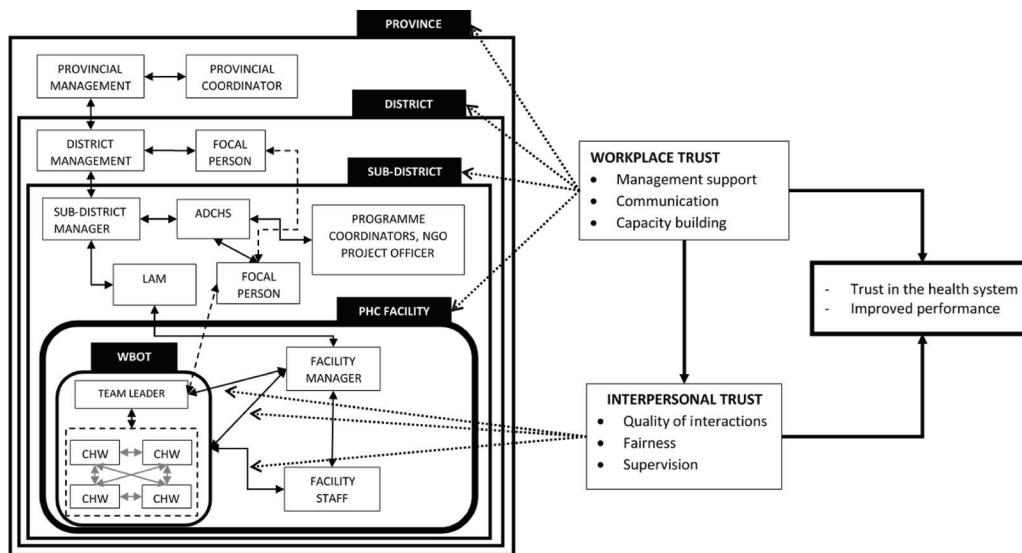 PROVINCE
PROVINCIAL
MANAGEMENT
PROVINCIAL
COORDINATOR
DISTRICT
DISTRICT
MANAGEMENT
FOCAL
PERSON
SUB-DISTRICT
SUB-DISTRICT
MANAGER
ADCHS
PROGRAMME
COORDINATORS, NGO
PROJECT OFFICER
LAM
FOCAL
PERSON
PHC FACILITY
WBOT
TEAM LEADER
FACILITY
MANAGER
CHW
CHW
CHW
CHW
FACILITY
STAFF
WORKPLACE TRUST
• Management support
• Communication
• Capacity building
INTERPERSONAL TRUST
• Quality of interactions
• Fairness
• Supervision
- Trust in the health system
- Improved performance